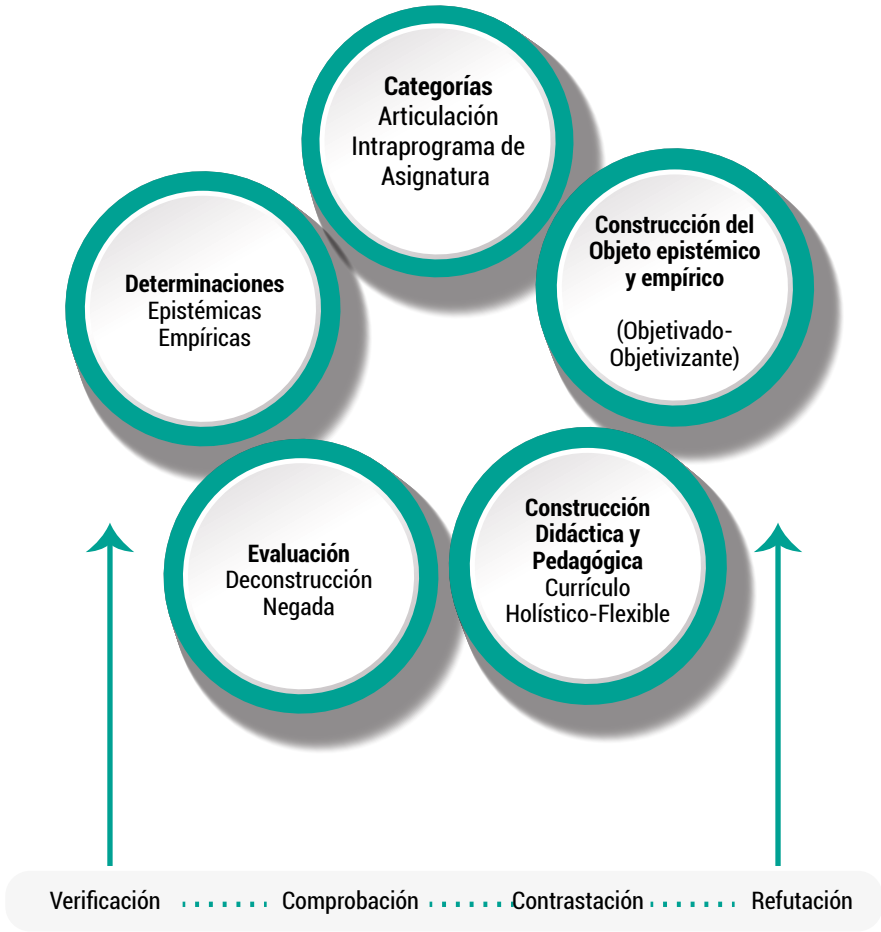 Categorías
Articulación
Intraprograma de
Asignatura
Construcción del
Objeto epistémico
y empírico
(Objetivado-
Objetivizante)
Determinaciones
Epistémicas
Empíricas
Construcción
Didáctica y
Pedagógica
Currículo
Holístico-Flexible
Evaluación
Deconstrucción
Negada
Verificación ...... Comprobación ...... Contrastación ...... Refutación